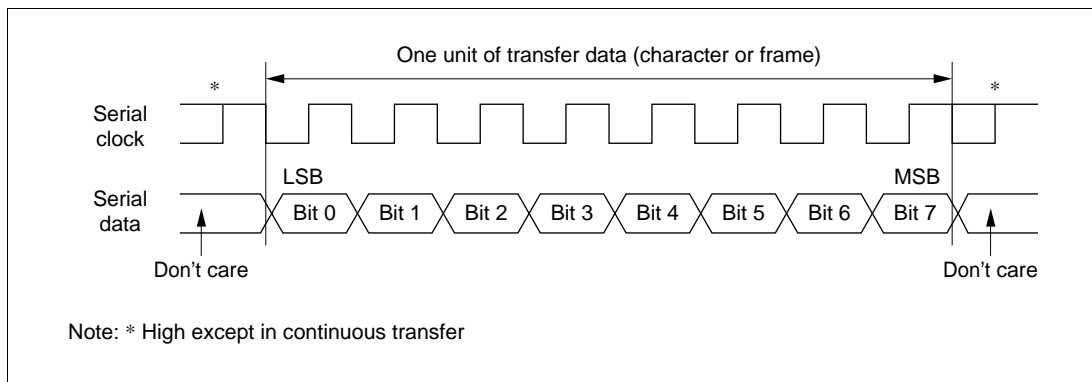 One unit of transfer data (character or frame)
* *
Serial
clock
LSB MSB
Serial
data
Bit 0 Bit 1 Bit 2 Bit 3 Bit 4 Bit 5 Bit 6 Bit 7
Don't care Don't care
Note: * High except in continuous transfer